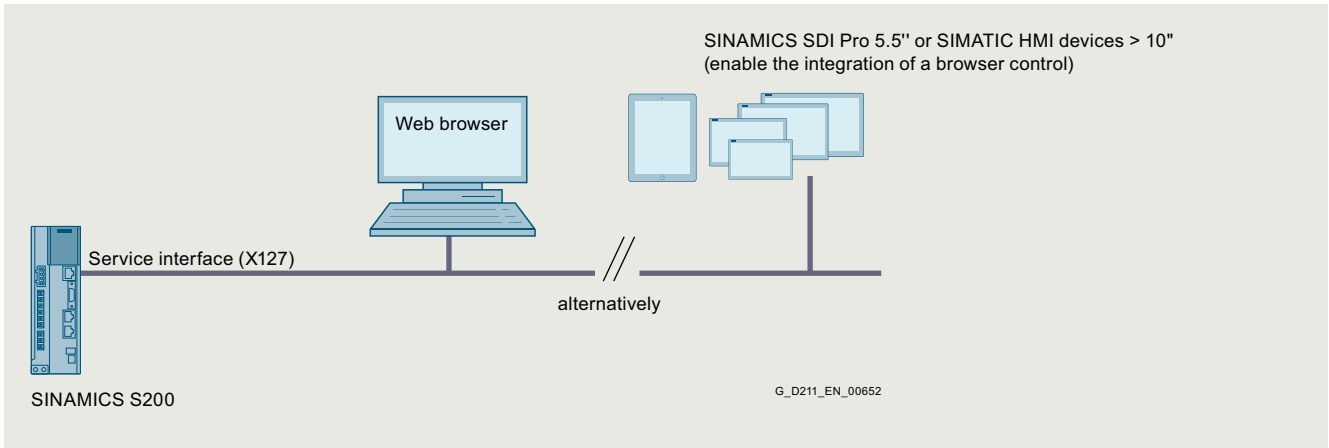 SINAMICS SDI Pro 5.5'' or SIMATIC HMI devices > 10"
(enable the integration of a browser control)
Web browser
Service interface (X127)
alternatively
G_D211_EN_00652
SINAMICS S200